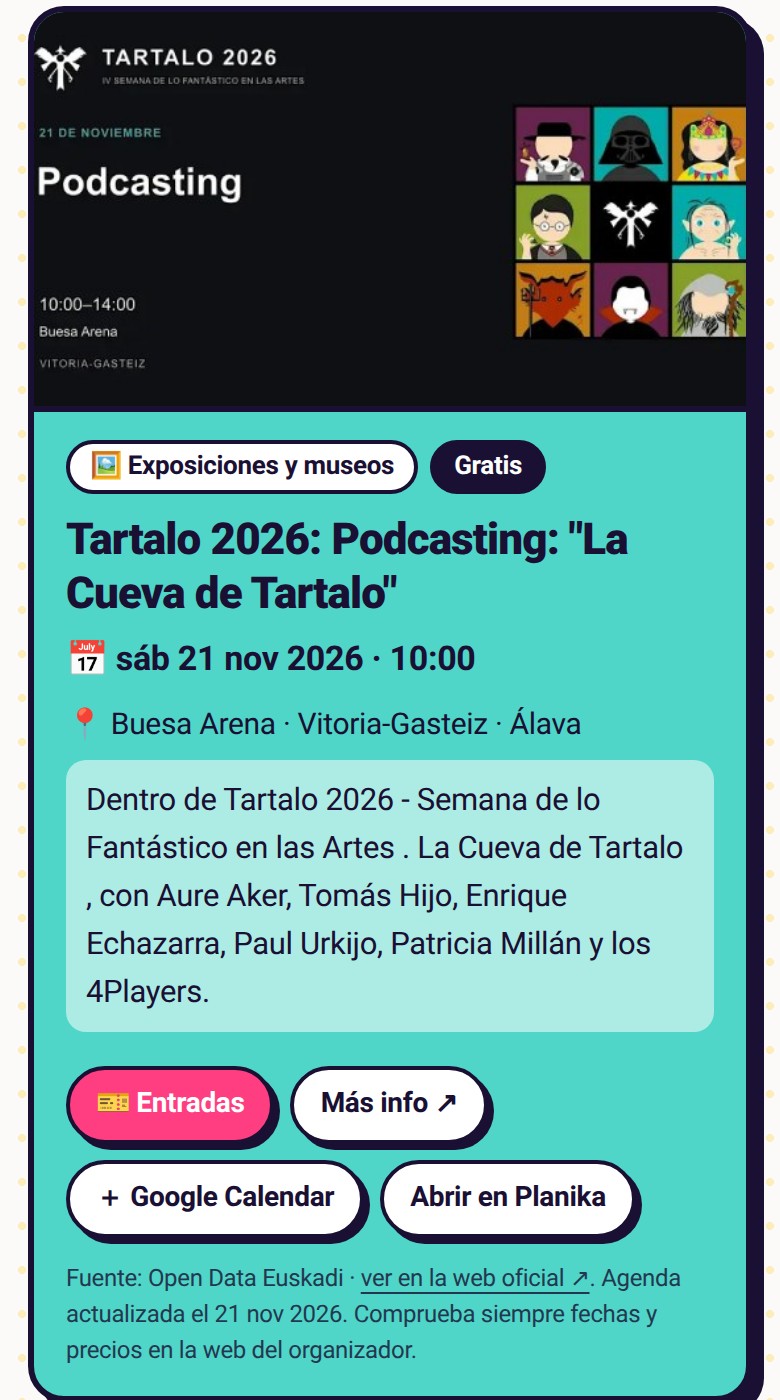 TARTALO 2026
IV SEMANA DE LO FANTÁSTICO EN LAS ARTES
21 DE NOVIEMBRE
Podcasting
10:00–14:00
Buesa Arena
VITORIA-GASTEIZ
🖼️ Exposiciones y museos
Gratis
Tartalo 2026: Podcasting: "La
Cueva de Tartalo"
📅 sáb 21 nov 2026 · 10:00
📍 Buesa Arena · Vitoria-Gasteiz · Álava
Dentro de Tartalo 2026 - Semana de lo
Fantástico en las Artes . La Cueva de Tartalo
, con Aure Aker, Tomás Hijo, Enrique
Echazarra, Paul Urkijo, Patricia Millán y los
4Players.
🎫 Entradas
Más info ↗
+ Google Calendar
Abrir en Planika
Fuente: Open Data Euskadi · ver en la web oficial ↗. Agenda
actualizada el 21 nov 2026. Comprueba siempre fechas y
precios en la web del organizador.